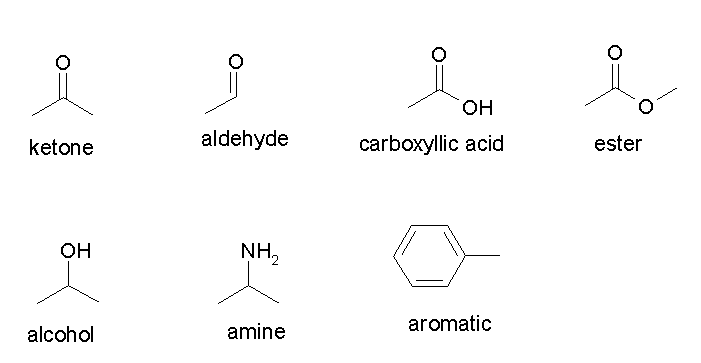 O O O O
OH
O
ketone aldehyde carboxyllic acid ester
OH NH2
alcohol amine aromatic